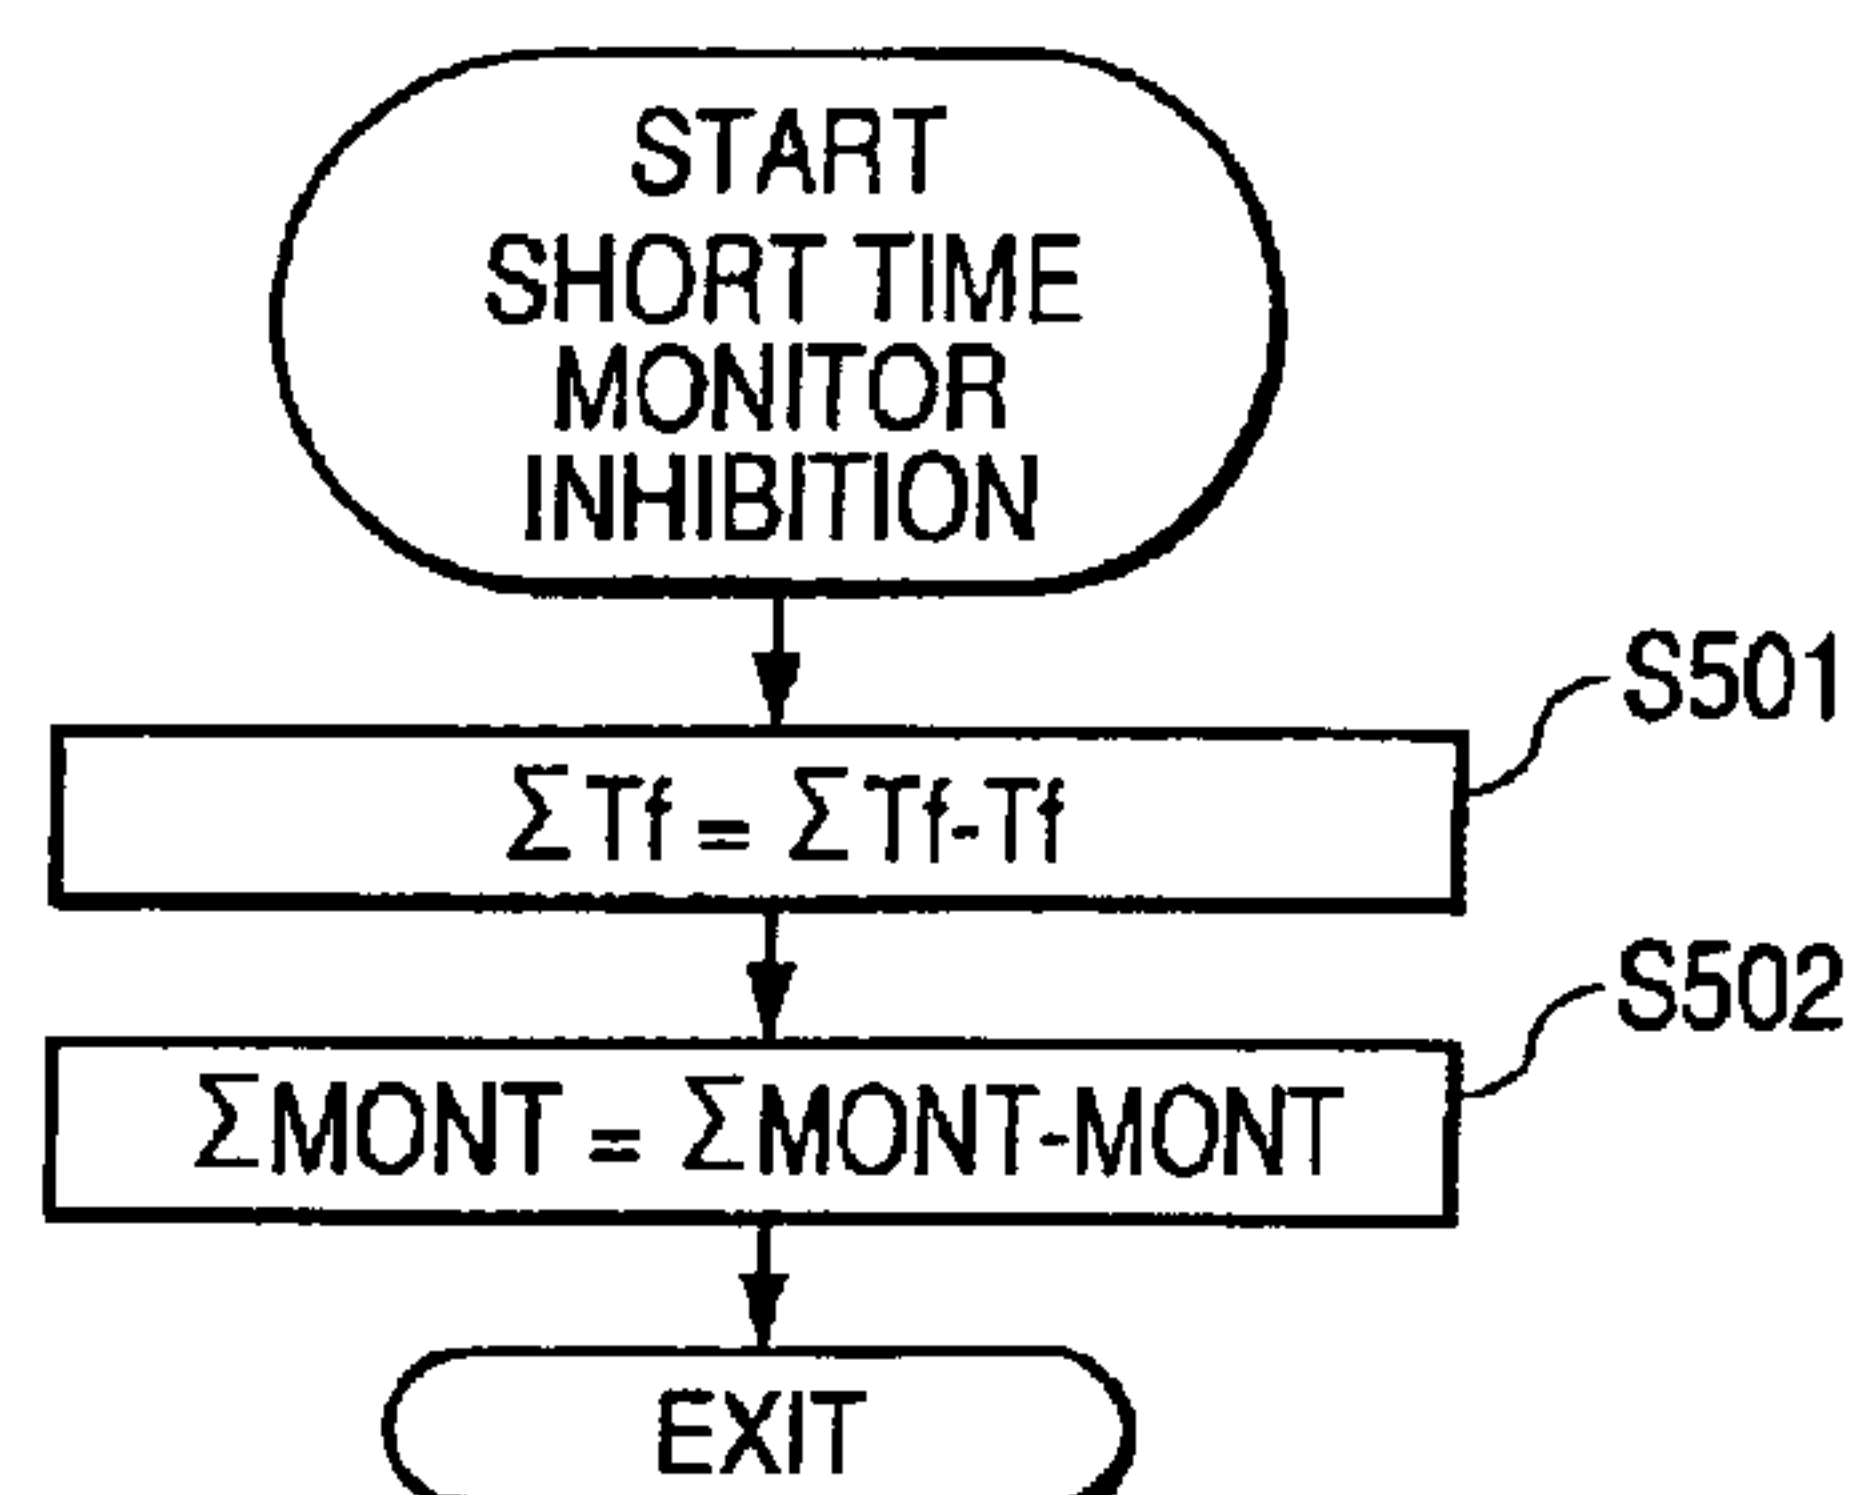 START
SHORT TIME
MONITOR
INHIBITION
S501
ΣTf = ΣTf-Tf
S502
ΣMONT = ΣMONT-MONT
EXIT